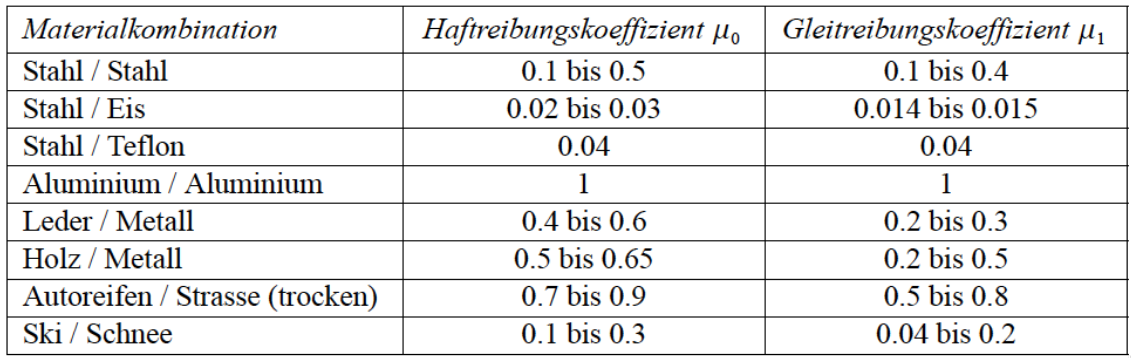 Materialkombination Haftreibungskoeffizient μ₀ Gleitreibungskoeffizient μ₁
Stahl / Stahl 0.1 bis 0.5 0.1 bis 0.4
Stahl / Eis 0.02 bis 0.03 0.014 bis 0.015
Stahl / Teflon 0.04 0.04
Aluminium / Aluminium 1 1
Leder / Metall 0.4 bis 0.6 0.2 bis 0.3
Holz / Metall 0.5 bis 0.65 0.2 bis 0.5
Autoreifen / Strasse (trocken) 0.7 bis 0.9 0.5 bis 0.8
Ski / Schnee 0.1 bis 0.3 0.04 bis 0.2